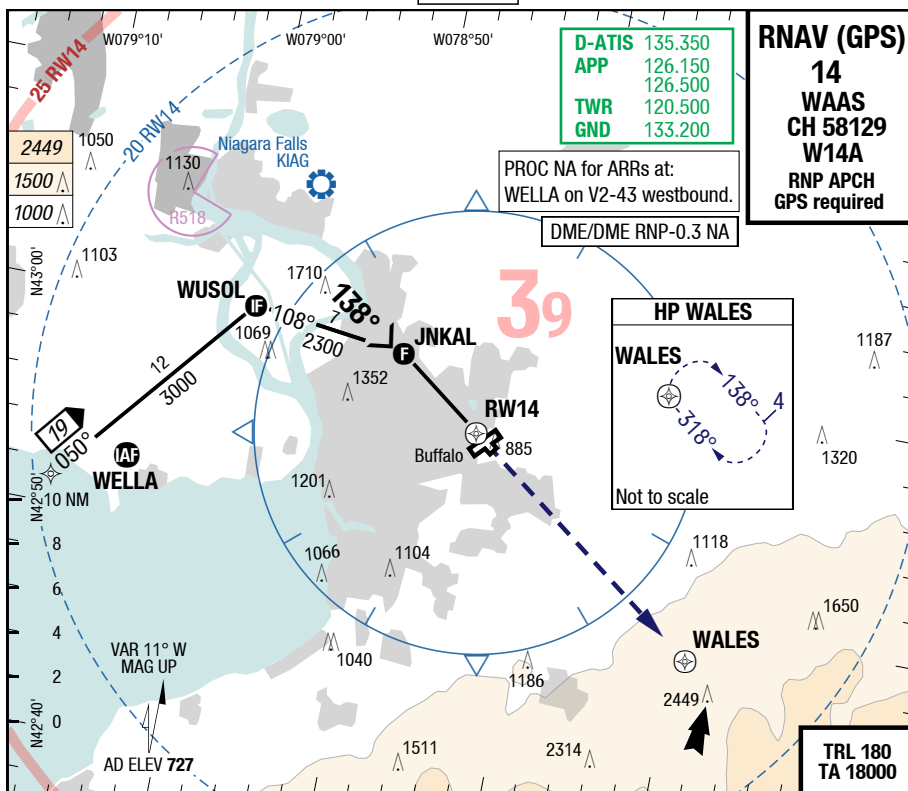 W079°10'
W079°00'
W078°50'
25 RW14
20 RW14
D-ATIS 135.350
APP 126.150
126.500
TWR 120.500
GND 133.200
RNAV (GPS)
14
WAAS
CH 58129
W14A
RNP APCH
GPS required
2449
1500
1000
1050
Niagara Falls
KIAG
1130
R518
PROC NA for ARRs at:
WELLA on V2-43 westbound.
DME/DME RNP-0.3 NA
N43°00'
1103
1710
WUSOL
IF
108°
7
2300
138°
1069
JNKAL
F
39
HP WALES
WALES
138°
318°
4
Not to scale
1187
12
3000
1352
RW14
Buffalo
885
19
050°
IAF
WELLA
10 NM
N42°50'
1320
1201
8
1066
1104
1118
6
4
1650
VAR 11° W
MAG UP
1040
WALES
2
1186
2449
0
N42°40'
AD ELEV 727
1511
2314
TRL 180
TA 18000